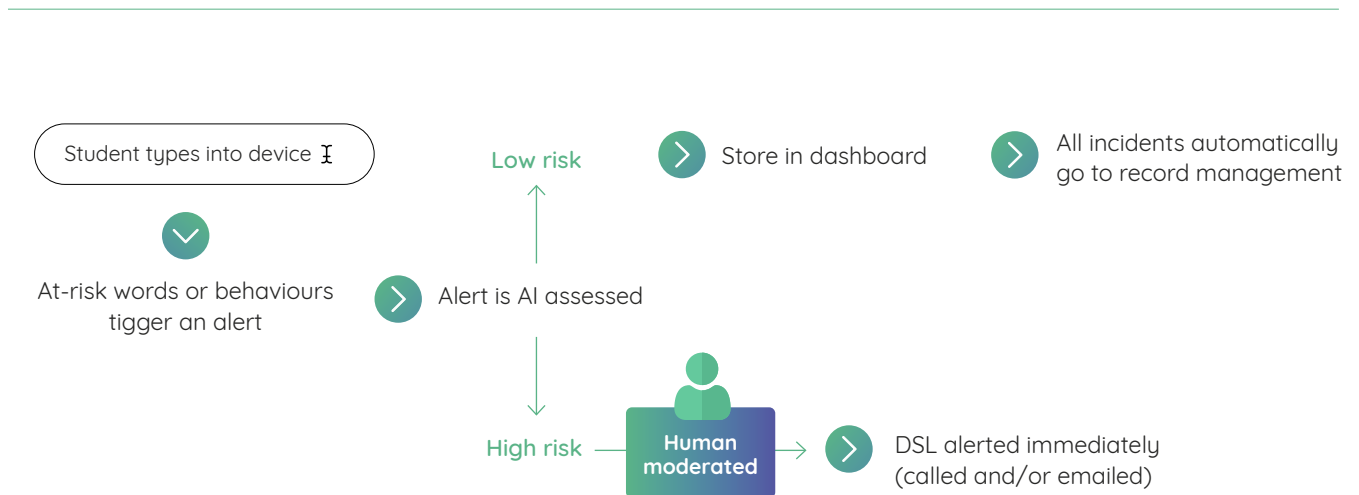 Student types into device
At-risk words or behaviours
tigger an alert
Alert is AI assessed
Low risk
Store in dashboard
All incidents automatically
go to record management
High risk
Human
moderated
DSL alerted immediately
(called and/or emailed)